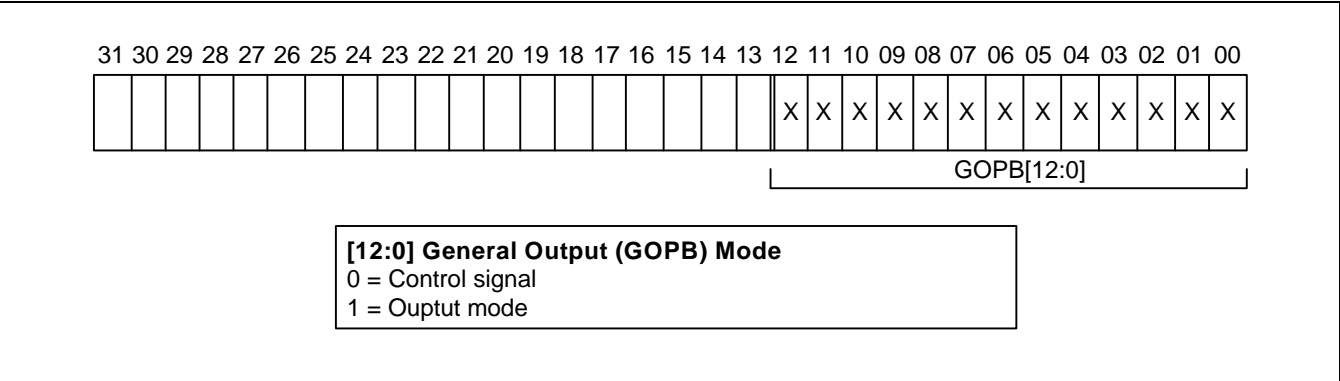 31 30 29 28 27 26 25 24 23 22 21 20 19 18 17 16 15 14 13 12 11 10 09 08 07 06 05 04 03 02 01 00
X X X X X X X X X X X X X
GOPB[12:0]
[12:0] General Output (GOPB) Mode
0 = Control signal
1 = Ouptut mode